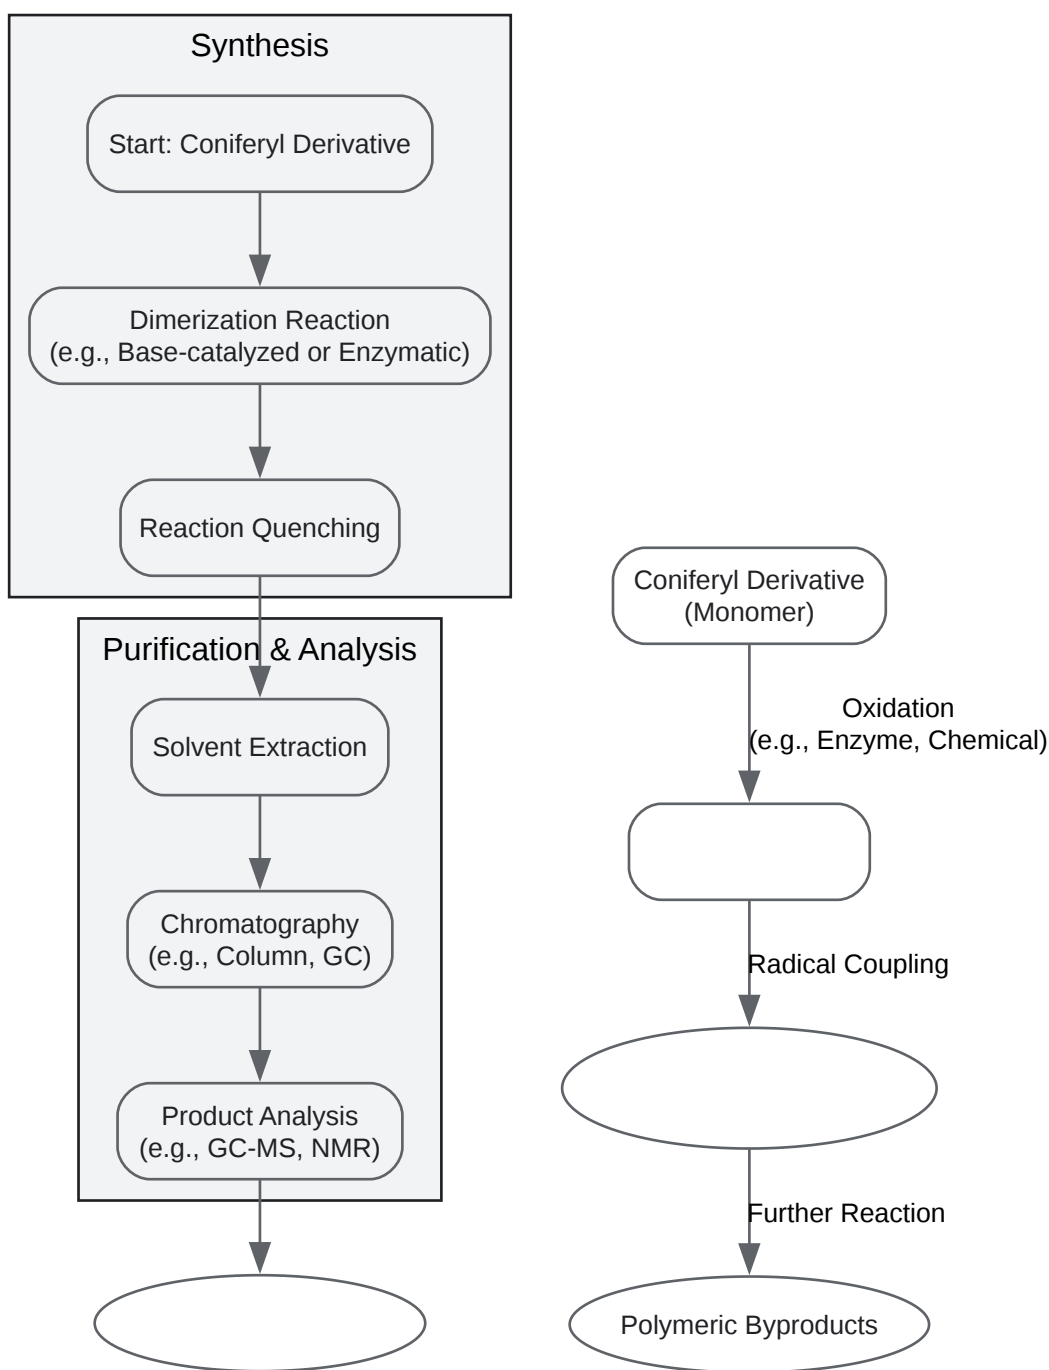 Synthesis
Start: Coniferyl Derivative
Dimerization Reaction
(e.g., Base-catalyzed or Enzymatic)
Reaction Quenching
Purification & Analysis
Solvent Extraction
Chromatography
(e.g., Column, GC)
Product Analysis
(e.g., GC-MS, NMR)
Coniferyl Derivative
(Monomer)
Oxidation
(e.g., Enzyme, Chemical)
Radical Coupling
Further Reaction
Polymeric Byproducts